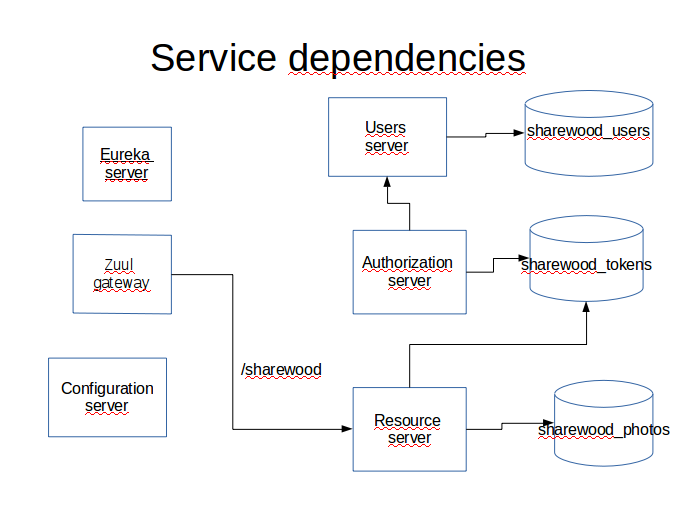 Service dependencies
Users
server
sharewood_users
Eureka
server
Zuul
gateway
Authorization
server
sharewood_tokens
/sharewood
Configuration
server
Resource
server
sharewood_photos